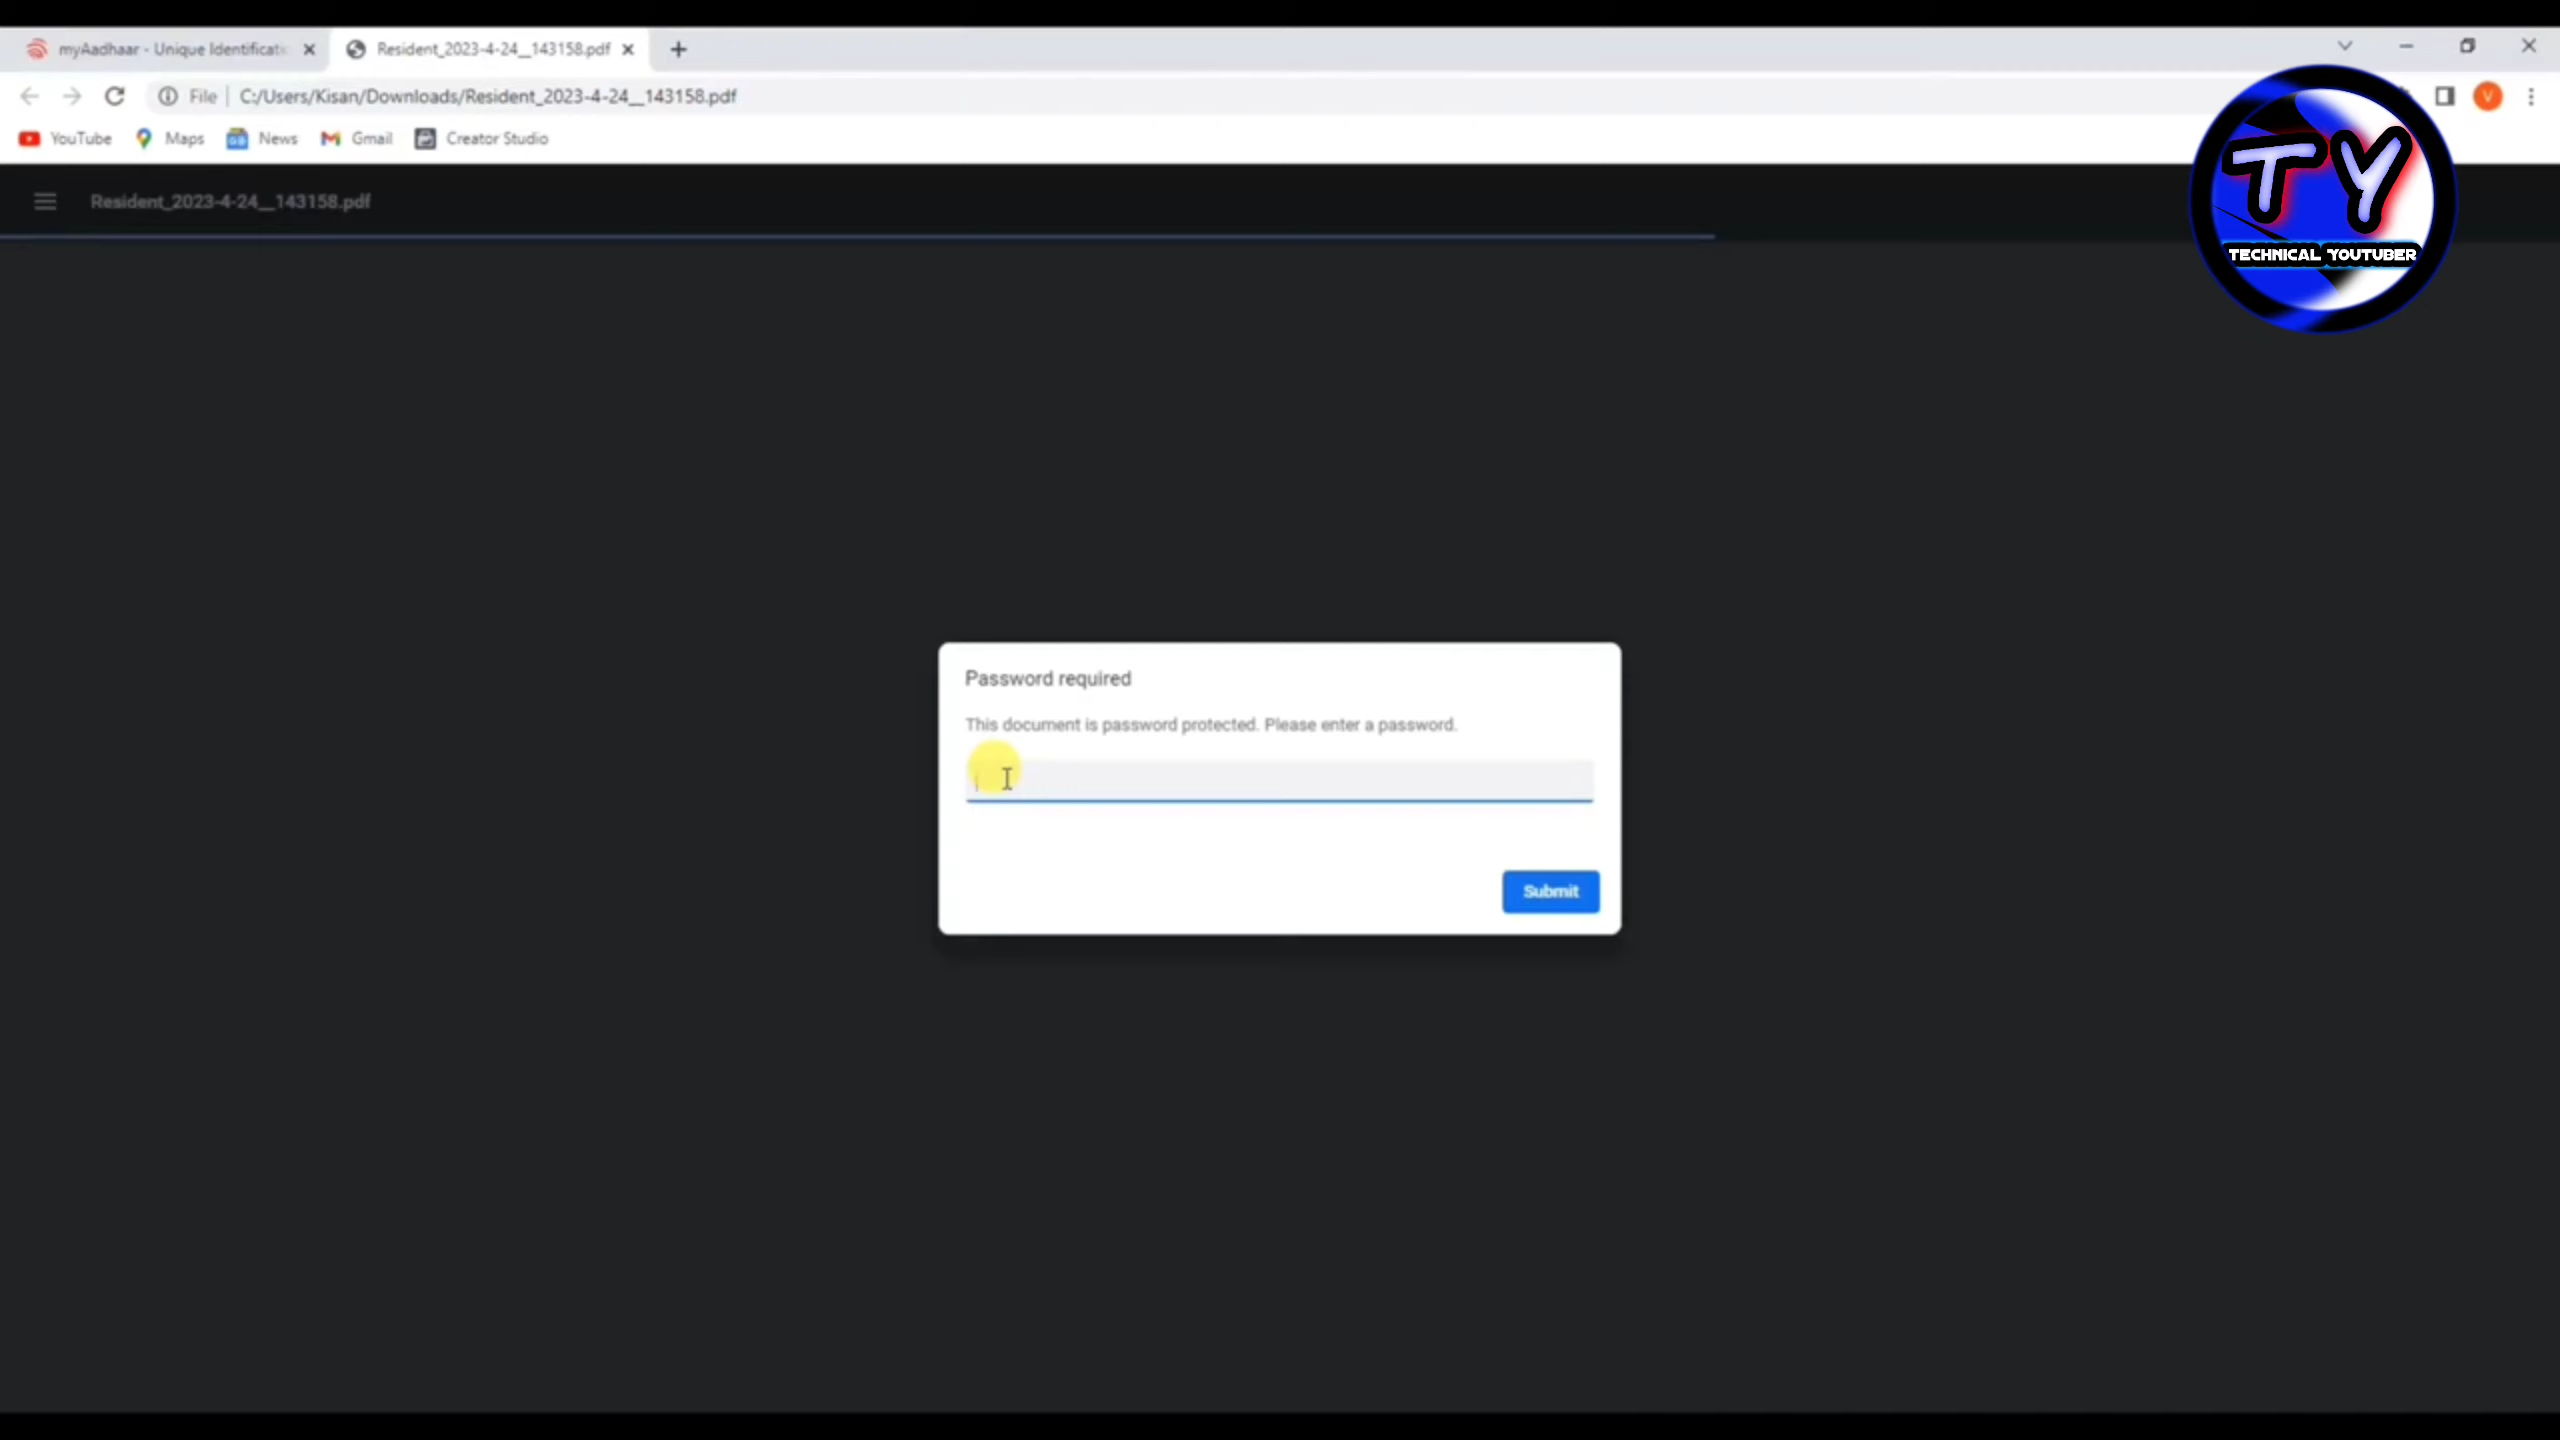 myAadhaar - Unique Identificati
Resident_2023-4-24__143158.pdf
File
C:/Users/Kisan/Downloads/Resident_2023-4-24__143158.pdf
V
YouTube
Maps
News
Gmail
Creator Studio
Resident_2023-4-24__143158.pdf
TY
TECHNICAL YOUTUBER
Password required
This document is password protected. Please enter a password.
Submit